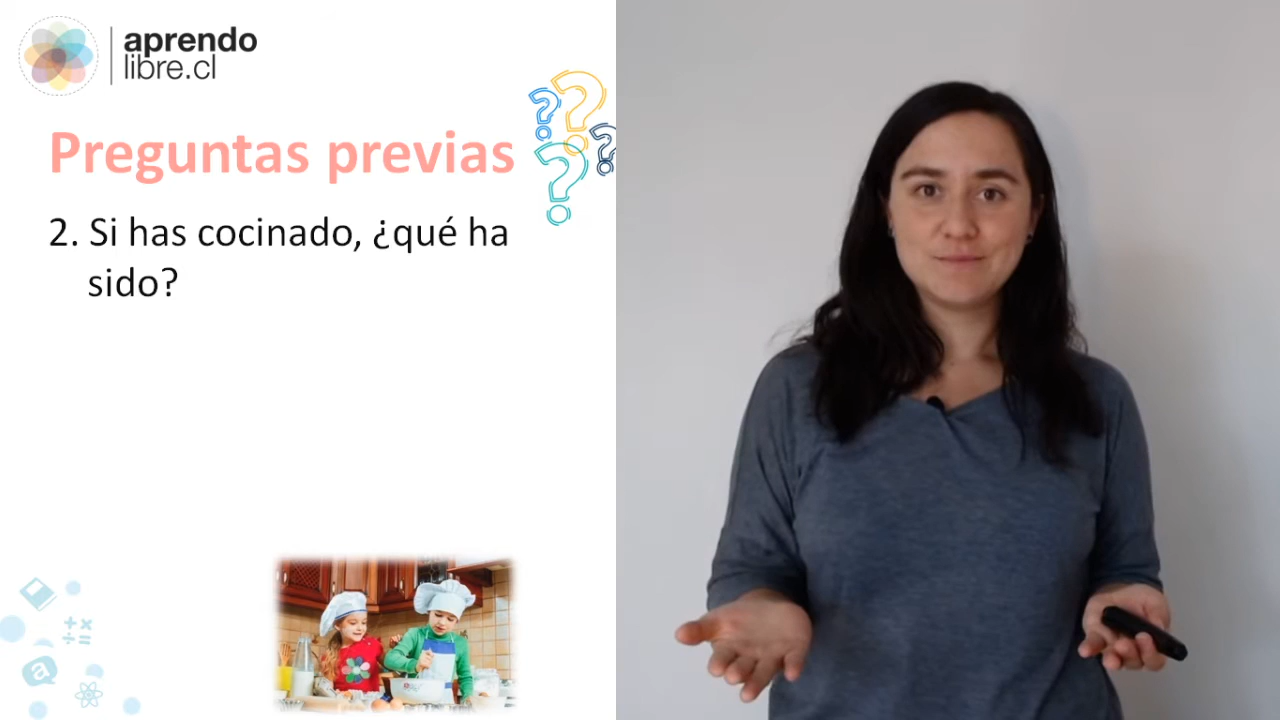 aprendo
libre.cl
Preguntas previas
2. Si has cocinado, ¿qué ha
sido?